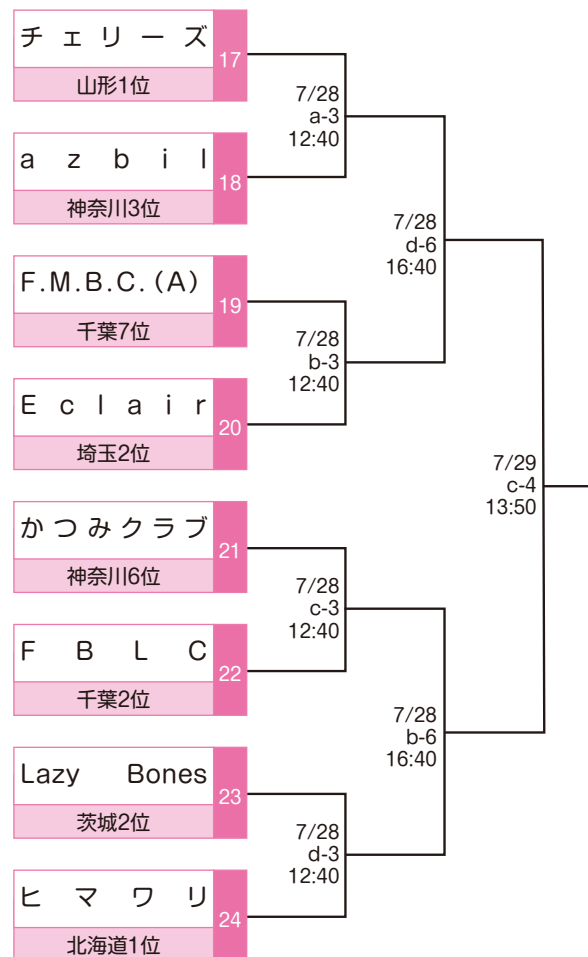 チェリーズ
17
山形1位
azbil
18
神奈川3位
F.M.B.C.(A)
19
千葉7位
Eclair
20
埼玉2位
かつみクラブ
21
神奈川6位
FBLC
22
千葉2位
Lazy Bones
23
茨城2位
ヒマワリ
24
北海道1位
7/28
a-3
12:40
7/28
b-3
12:40
7/28
c-3
12:40
7/28
d-3
12:40
7/28
d-6
16:40
7/28
b-6
16:40
7/29
c-4
13:50